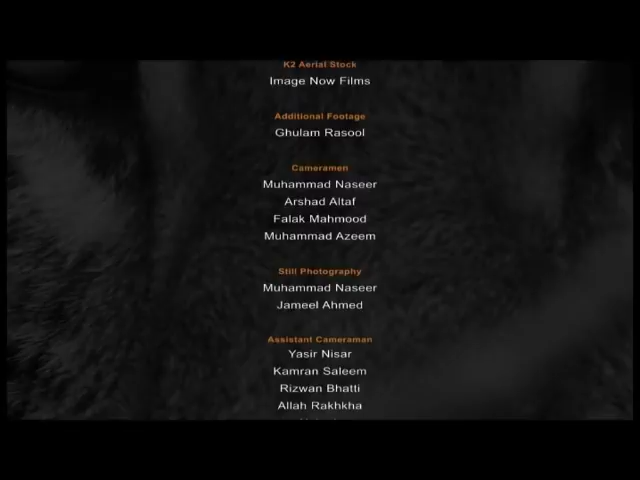 K2 Aerial Stock
Image Now Films
Additional Footage
Ghulam Rasool
Cameramen
Muhammad Naseer
Arshad Altaf
Falak Mahmood
Muhammad Azeem
Still Photography
Muhammad Naseer
Jameel Ahmed
Assistant Cameraman
Yasir Nisar
Kamran Saleem
Rizwan Bhatti
Allah Rakhkha